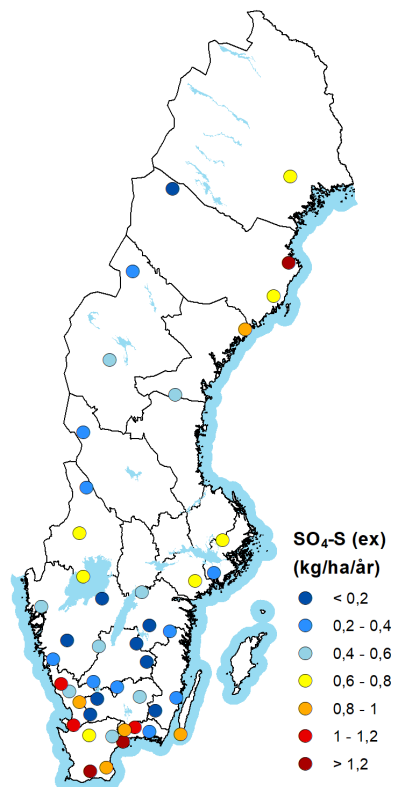 SO₄-S (ex)
(kg/ha/år)
< 0,2
0,2 - 0,4
0,4 - 0,6
0,6 - 0,8
0,8 - 1
1 - 1,2
> 1,2